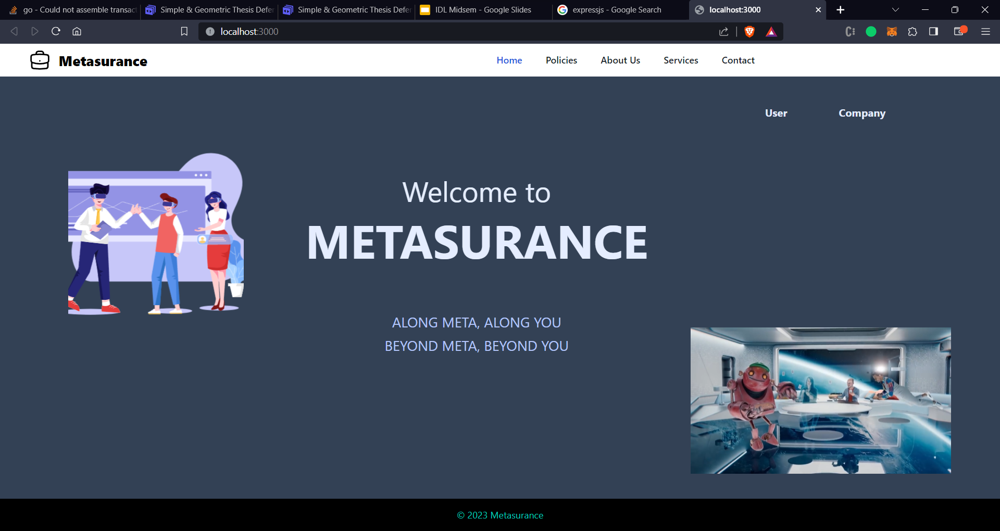 go - Could not assemble transact
Simple & Geometric Thesis Defer
Simple & Geometric Thesis Defer
IDL Midsem - Google Slides
expressjs - Google Search
localhost:3000
localhost:3000
Metasurance
Home
Policies
About Us
Services
Contact
User
Company
Welcome to
METASURANCE
ALONG META, ALONG YOU
BEYOND META, BEYOND YOU
© 2023 Metasurance